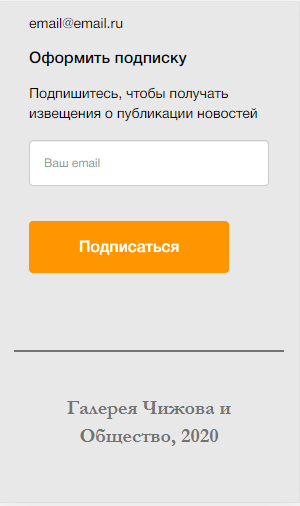 email@email.ru
Оформить подписку
Подпишитесь, чтобы получать
извещения о публикации новостей
Ваш email
Подписаться
Галерея Чижова и
Общество, 2020